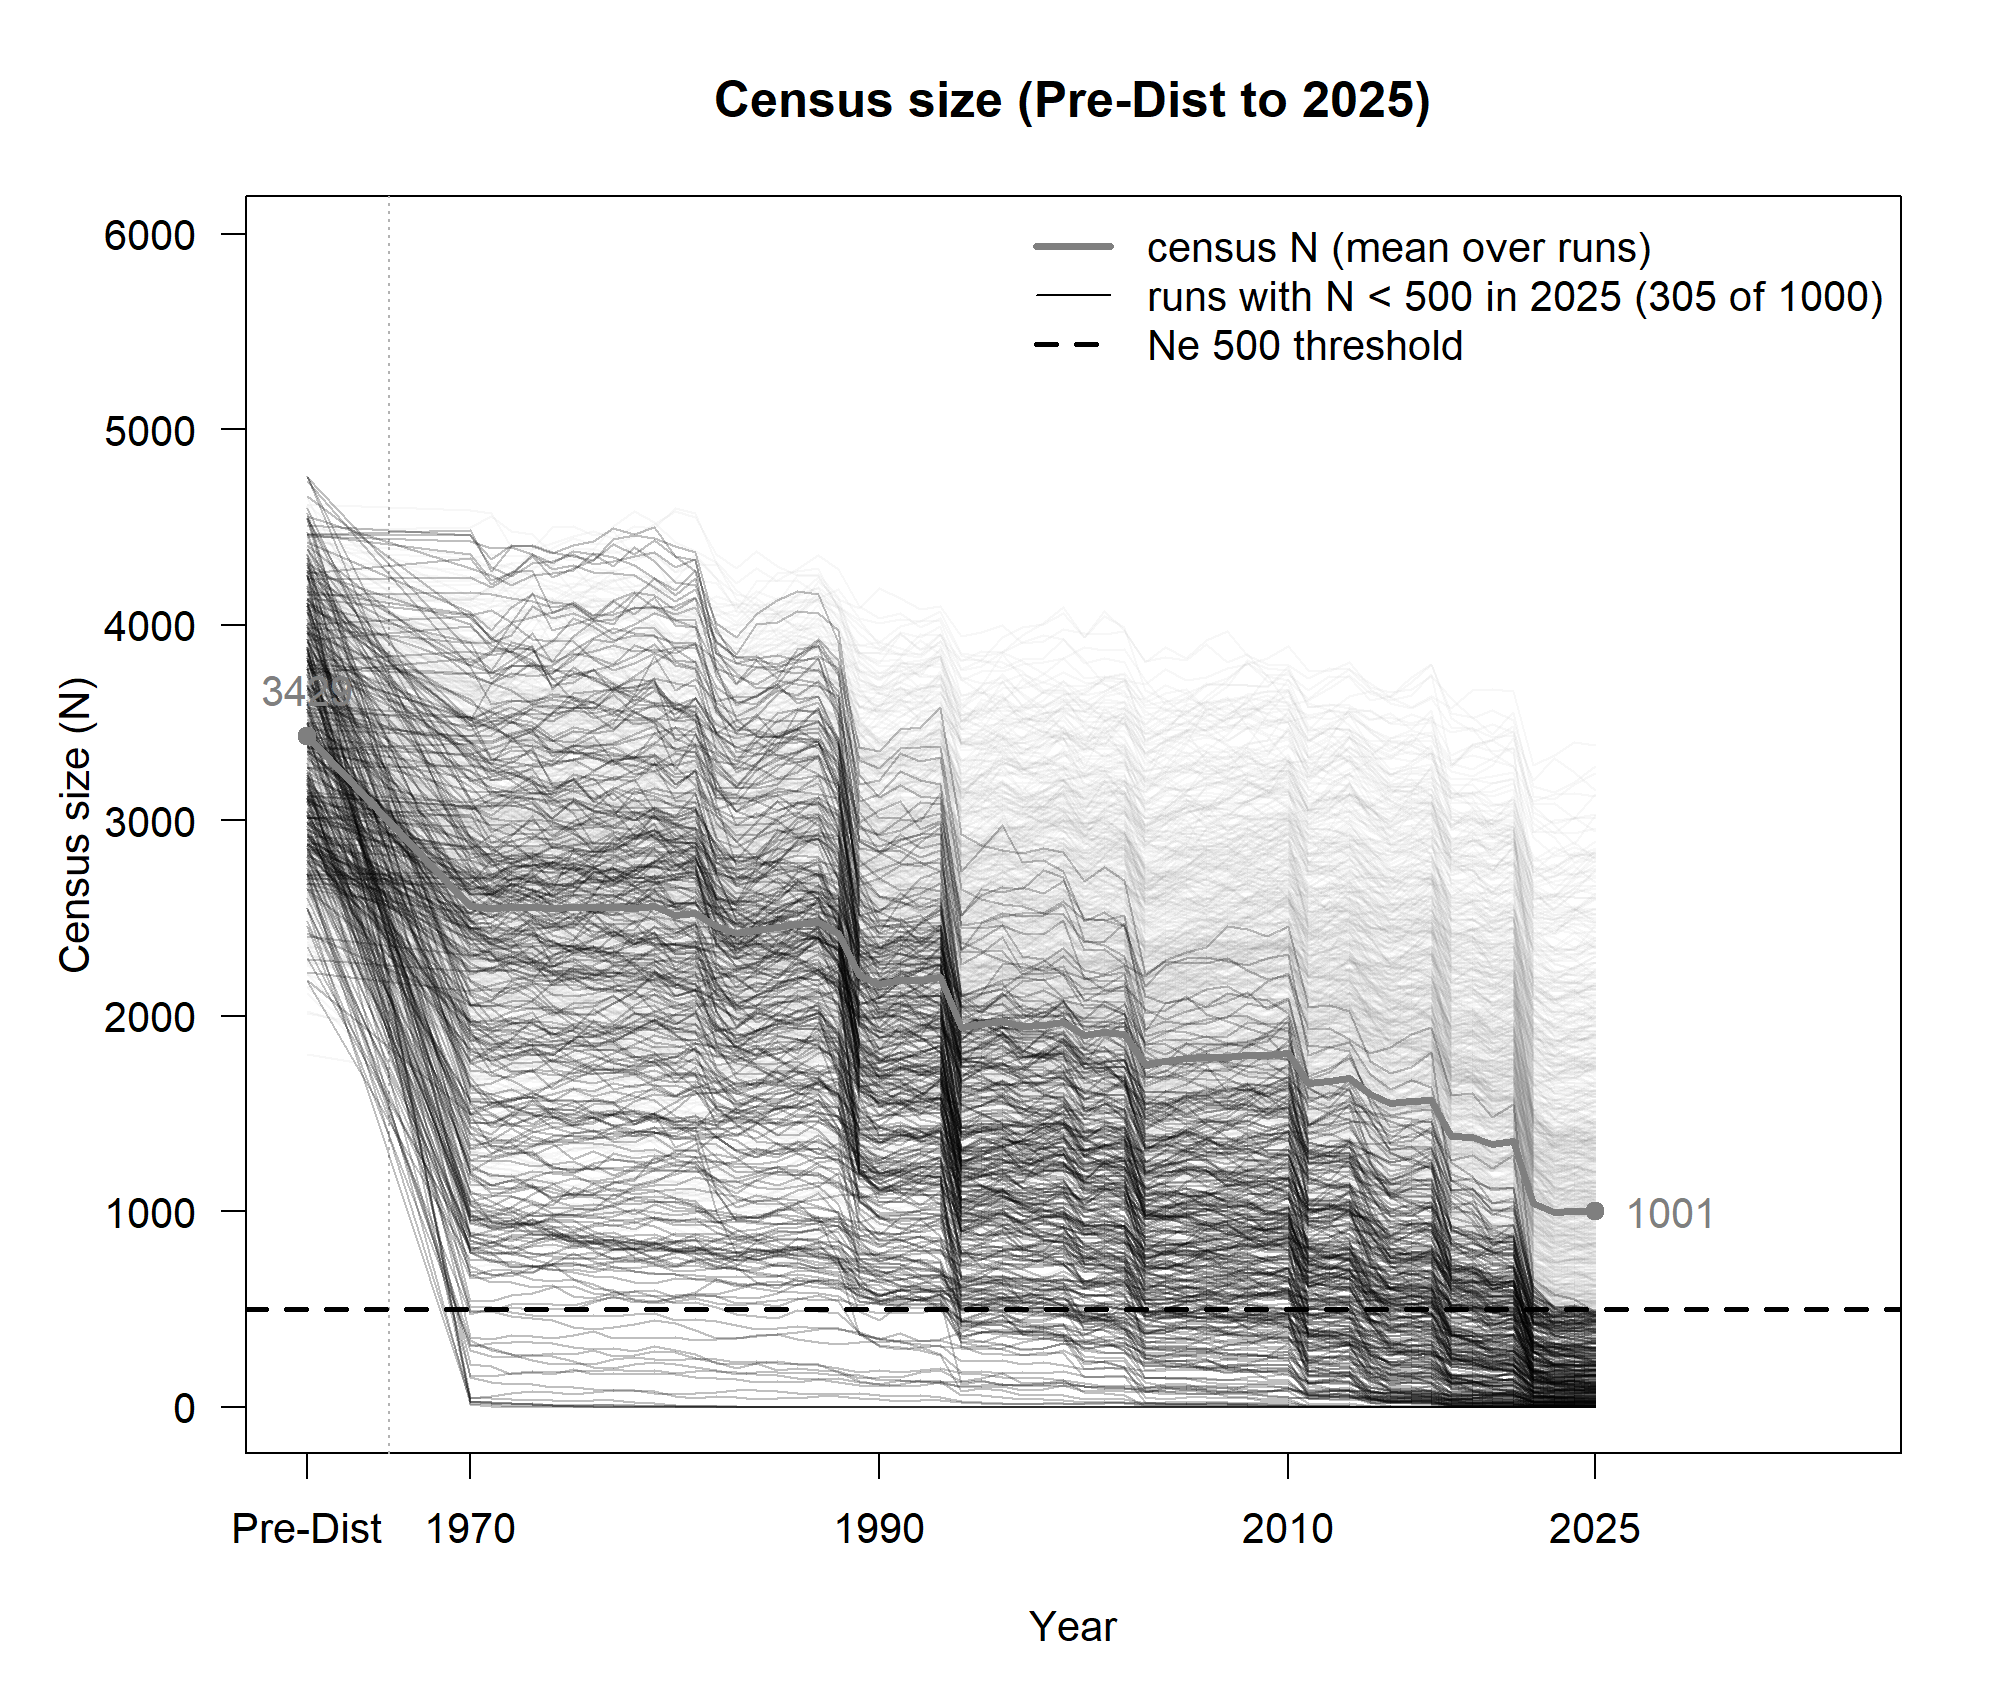 Census size (Pre-Dist to 2025)
census N (mean over runs)
runs with N < 500 in 2025 (305 of 1000)
Ne 500 threshold
6000
5000
4000
3000
2000
1000
0
Census size (N)
1001
Pre-Dist 1970 1990 2010 2025
Year